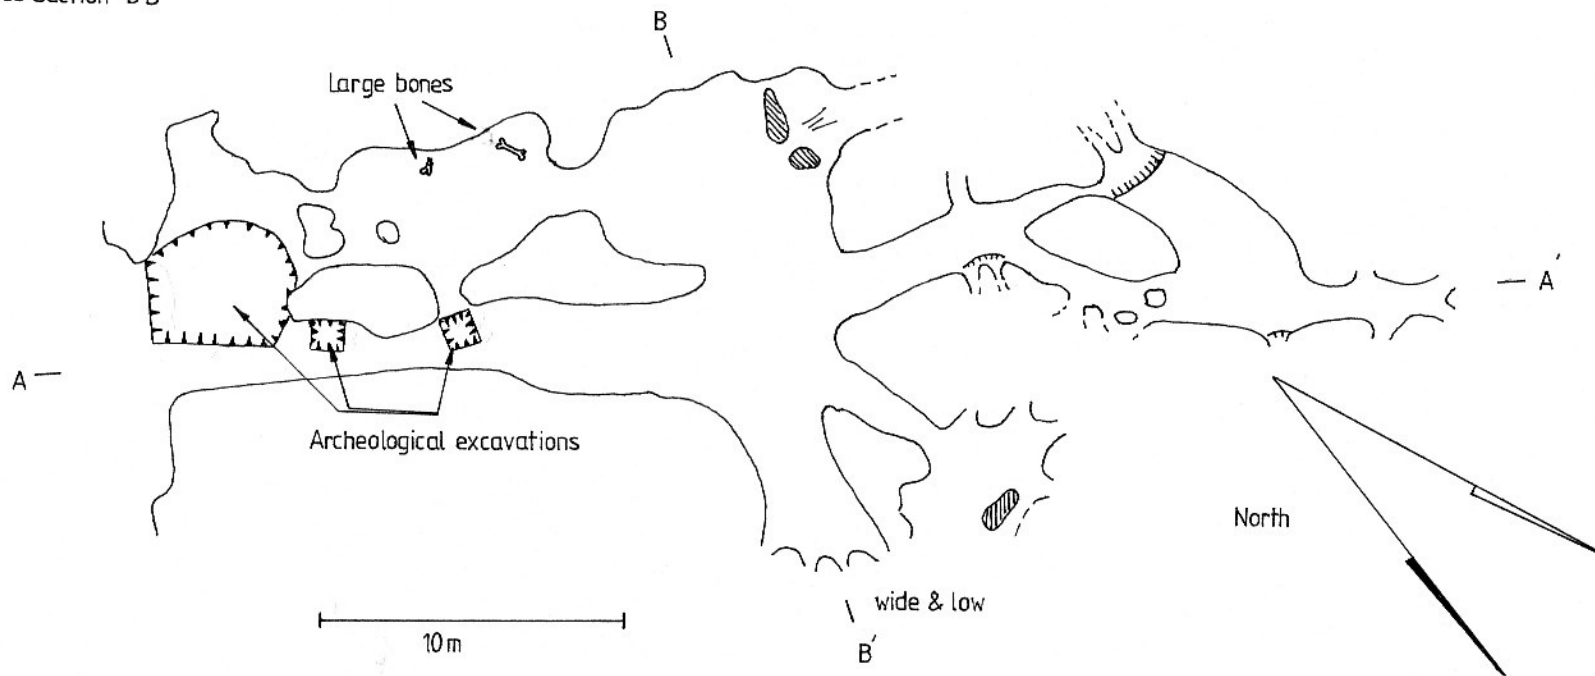 B B
B
Large bones
A
A'
Archeological excavations
North
10 m
wide & low
B'